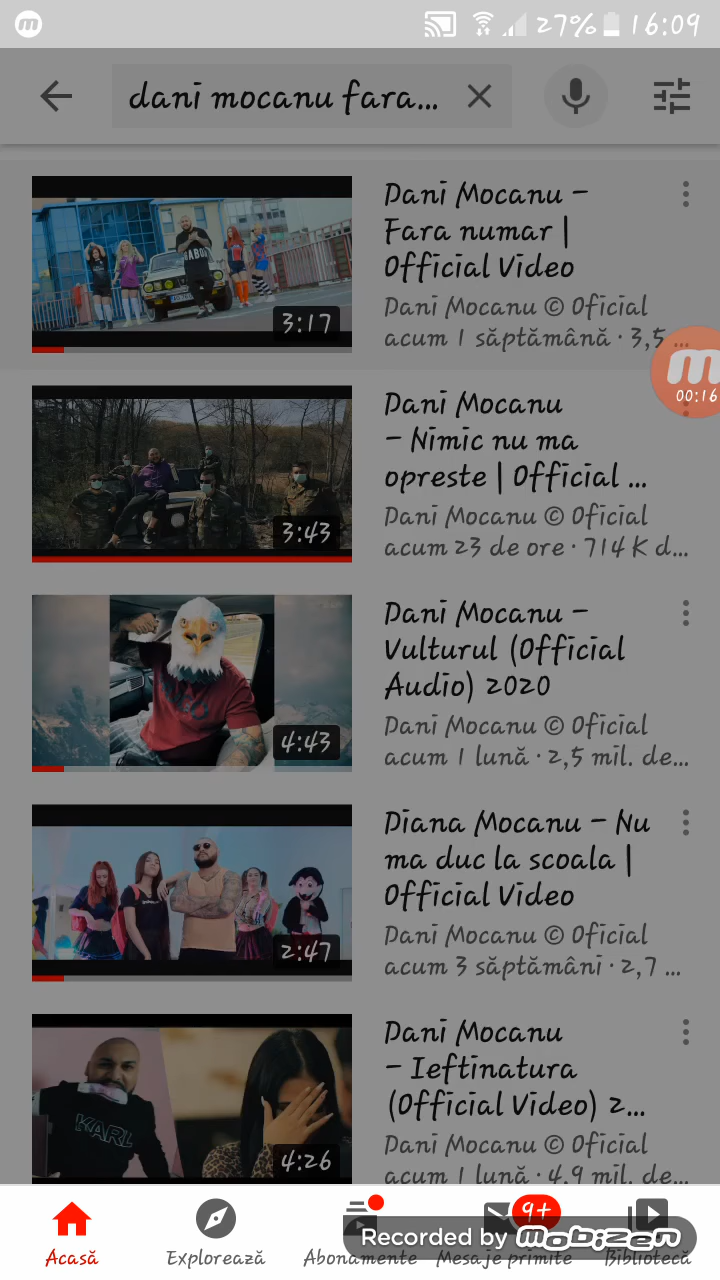 m
27% 16:09
dani mocanu fara...
Dani Mocanu –
Fara numar |
Official Video
Dani Mocanu © Oficial
acum 1 săptămână · 3,5...
3:17
m
00:16
Dani Mocanu
– Nimic nu ma
opreste | Official ...
Dani Mocanu © Oficial
acum 23 de ore · 714 K d...
3:43
Dani Mocanu –
Vulturul (Official
Audio) 2020
Dani Mocanu © Oficial
acum 1 lună · 2,5 mil. de...
4:43
Diana Mocanu – Nu
ma duc la scoala |
Official Video
Dani Mocanu © Oficial
acum 3 săptămâni · 2,7 ...
2:47
Dani Mocanu
– Ieftinatura
(Official Video) 2...
Dani Mocanu © Oficial
acum 1 lună · 4,9 mil. de...
KARL
4:26
9+
Recorded by mobizen
Acasă Explorează Abonamente Mesaje primite Bibliotecă